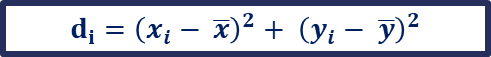 dᵢ = (xᵢ − x̅)² + (yᵢ − y̅)²